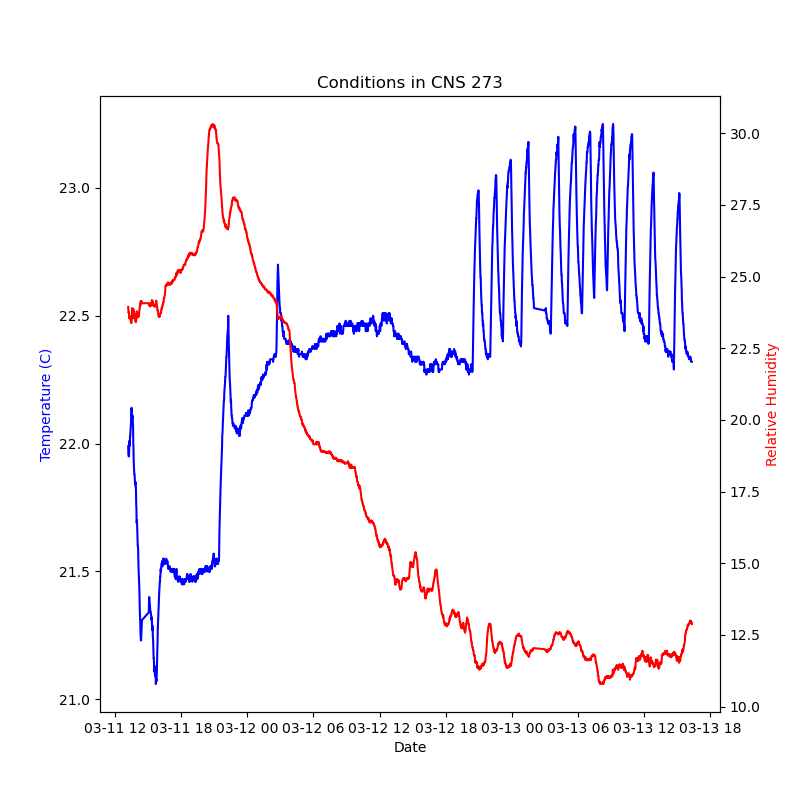 Conditions in CNS 273
23.0
22.5
22.0
21.5
21.0
Temperature (C)
30.0
27.5
25.0
22.5
20.0
17.5
15.0
12.5
10.0
Relative Humidity
03-11 12 03-11 18 03-12 00 03-12 06 03-12 12 03-12 18 03-13 00 03-13 06 03-13 12 03-13 18
Date